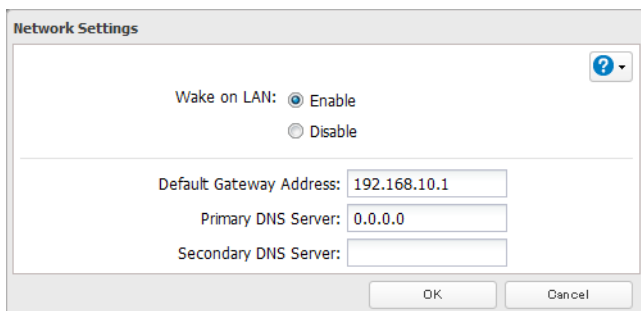 Network Settings
?
Wake on LAN: Enable
Disable
Default Gateway Address: 192.168.10.1
Primary DNS Server: 0.0.0.0
Secondary DNS Server:
OK Cancel